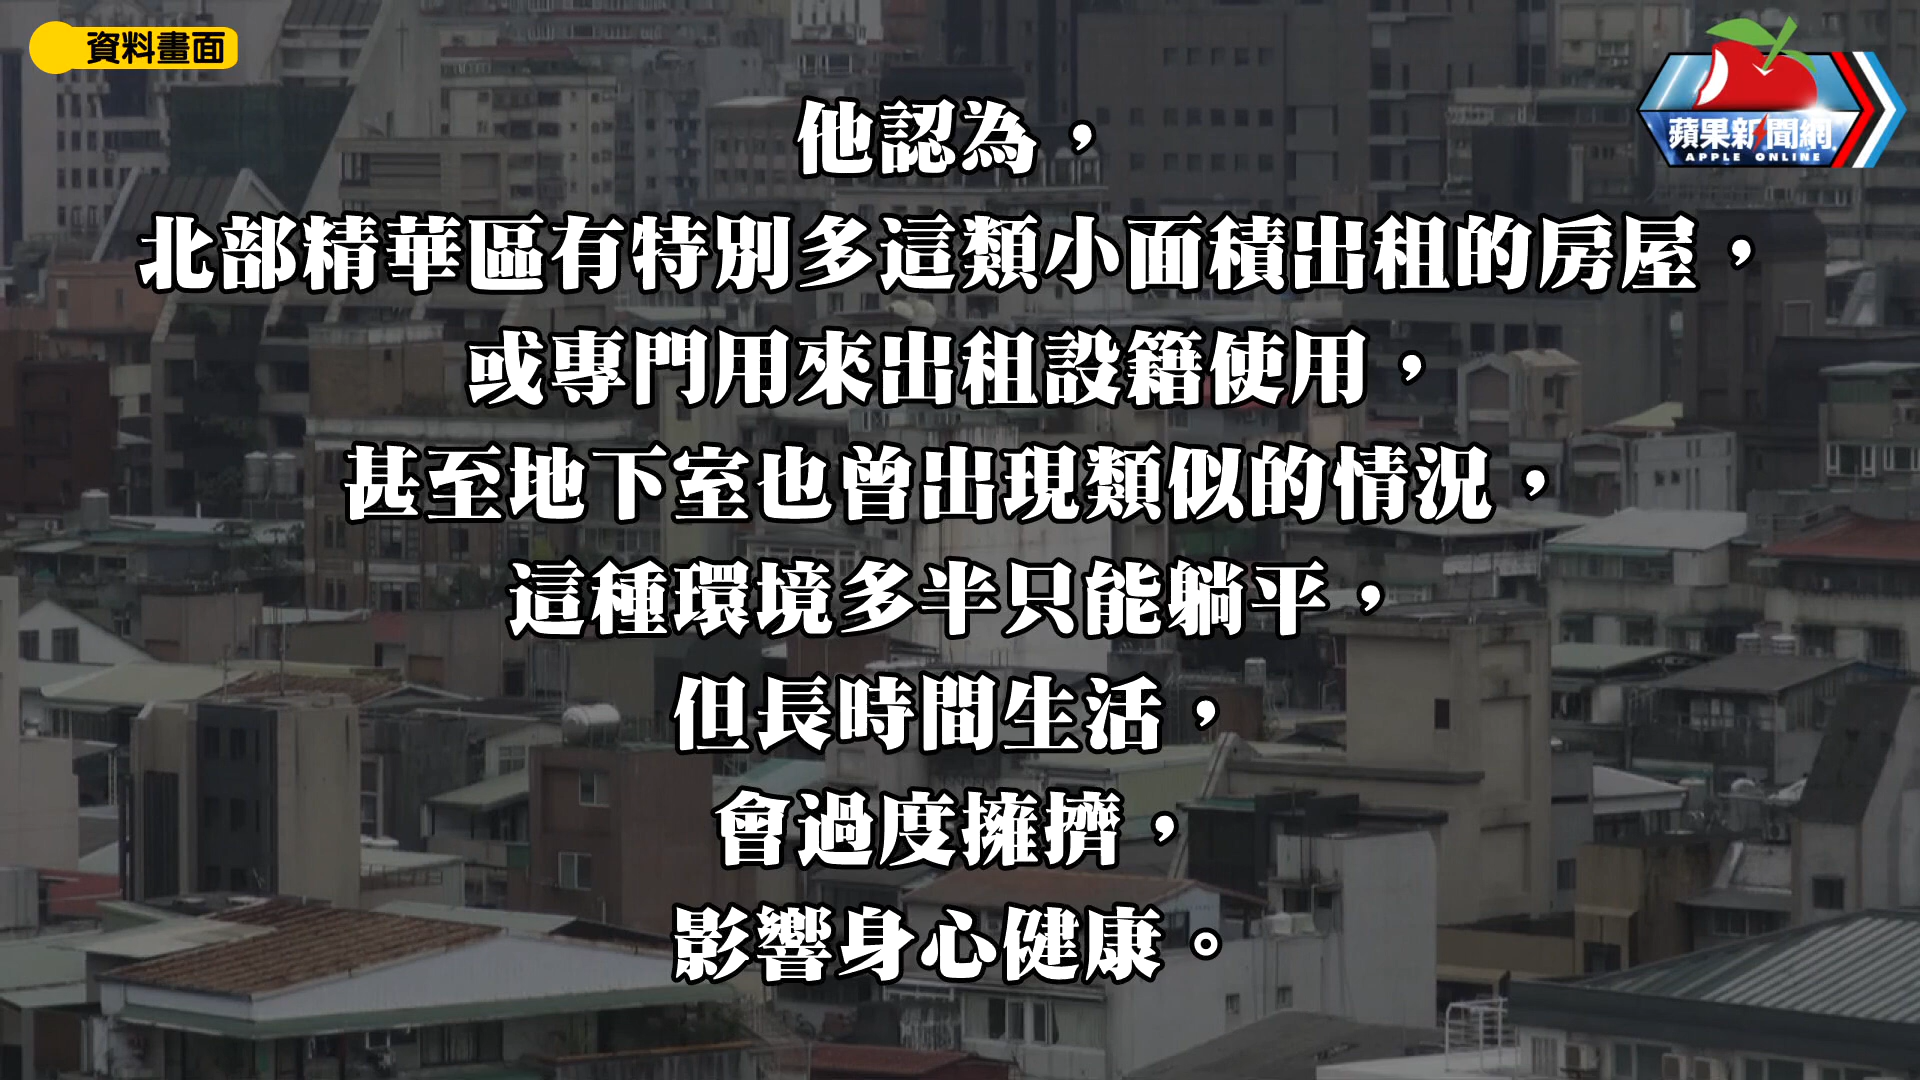 資料畫面
蘋果新聞網
APPLE ONLINE
他認為，
北部精華區有特別多這類小面積出租的房屋，
或專門用來出租設籍使用，
甚至地下室也曾出現類似的情況，
這種環境多半只能躺平，
但長時間生活，
會過度擁擠，
影響身心健康。